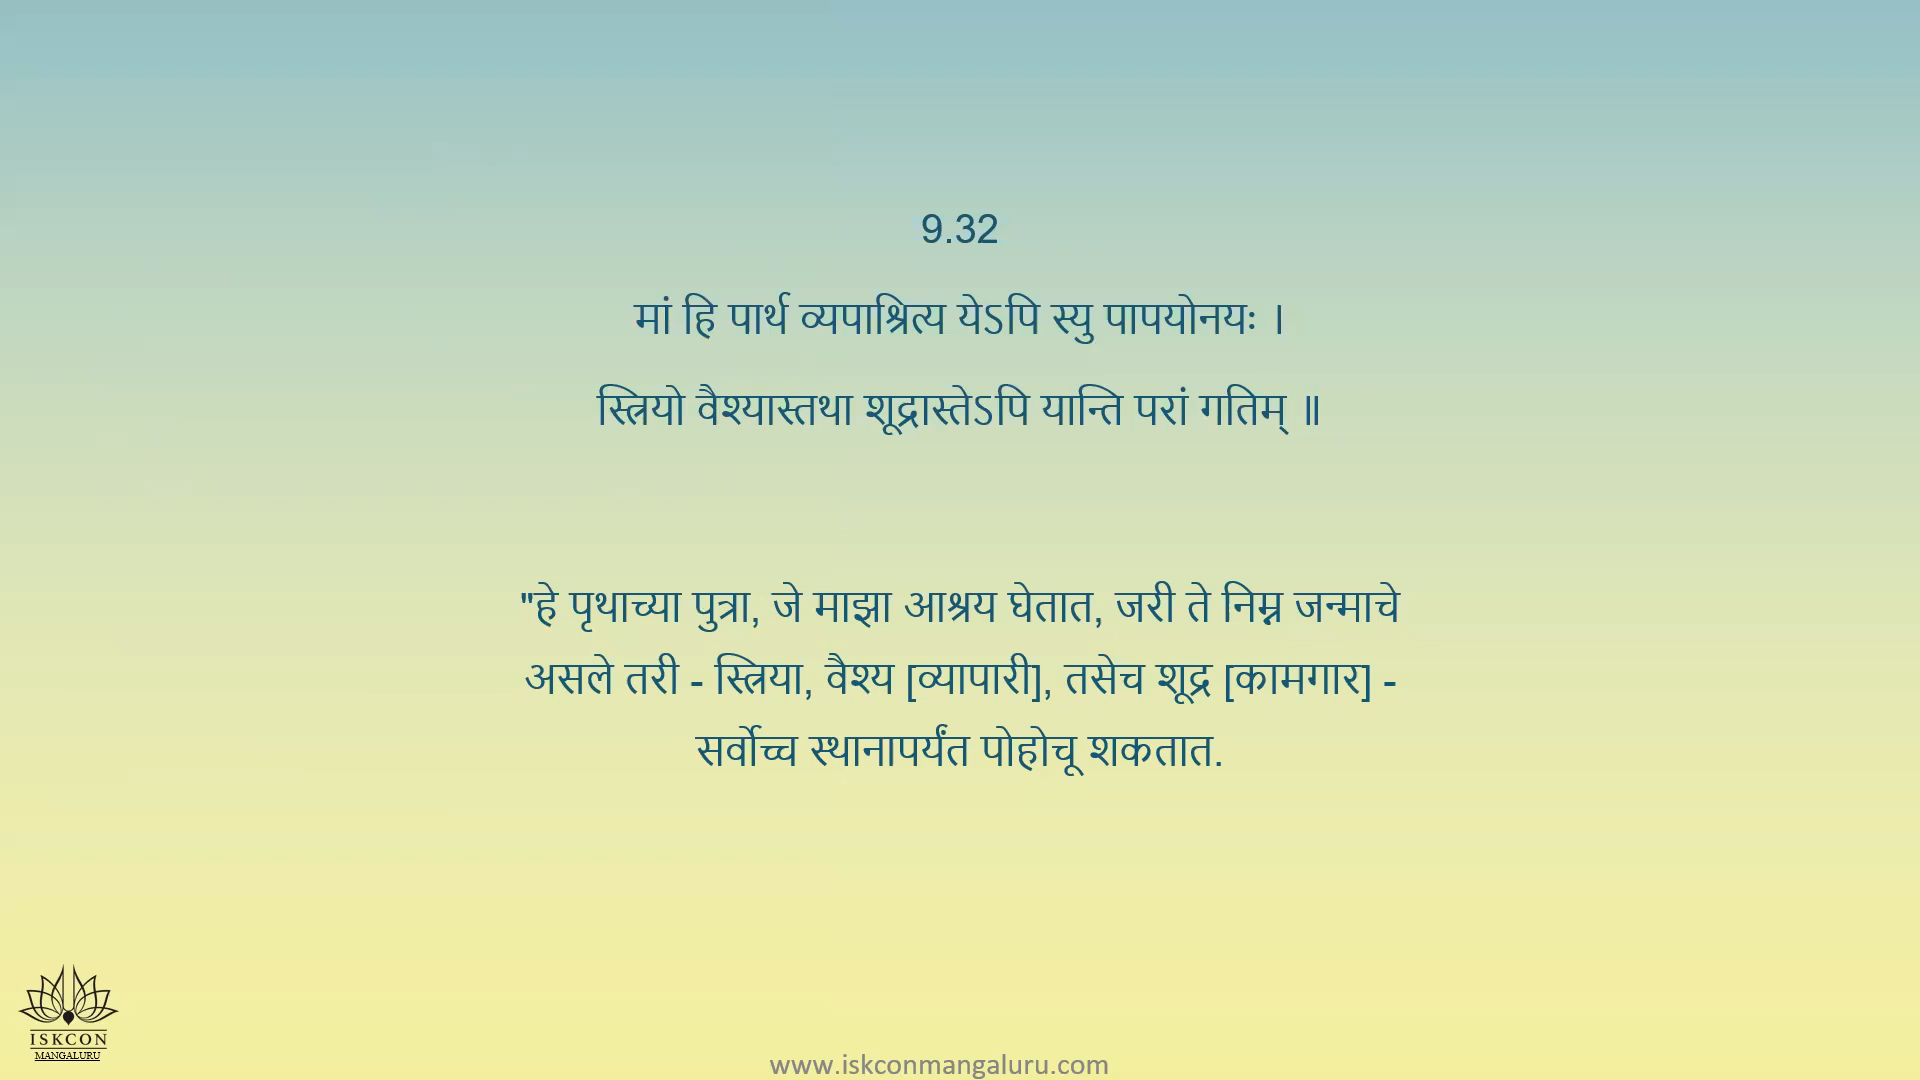 9.32
मां हि पार्थ व्यपाश्रित्य येऽपि स्यु पापयोनयः ।
स्त्रियो वैश्यास्तथा शूद्रास्तेऽपि यान्ति परां गतिम् ॥
"हे पृथाच्या पुत्रा, जे माझा आश्रय घेतात, जरी ते निम्न जन्माचे
असले तरी - स्त्रिया, वैश्य [व्यापारी], तसेच शूद्र [कामगार] -
सर्वोच्च स्थानापर्यंत पोहोचू शकतात.
ISKCON
MANGALURU
www.iskconmangaluru.com